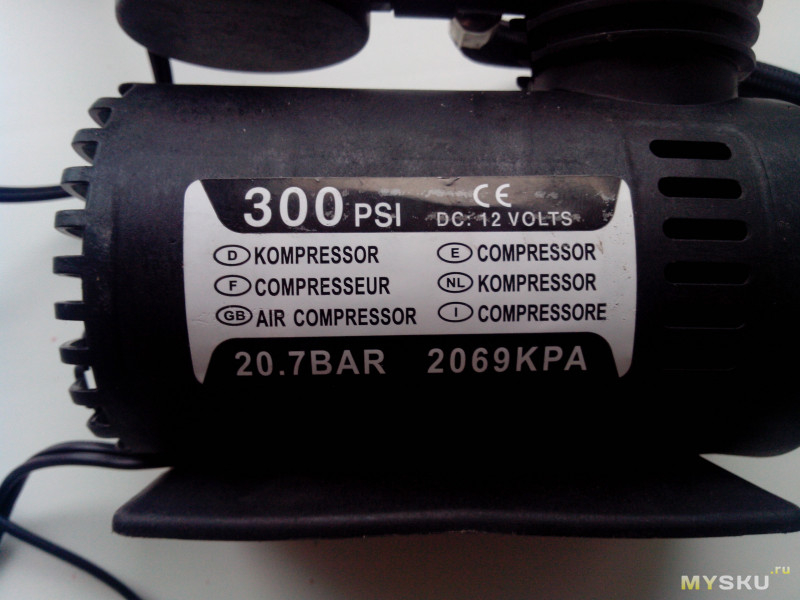 300 PSI CE DC: 12 VOLTS
D KOMPRESSOR E COMPRESSOR
F COMPRESSEUR NL KOMPRESSOR
GB AIR COMPRESSOR I COMPRESSORE
20.7BAR 2069KPA
MYSKU.ru